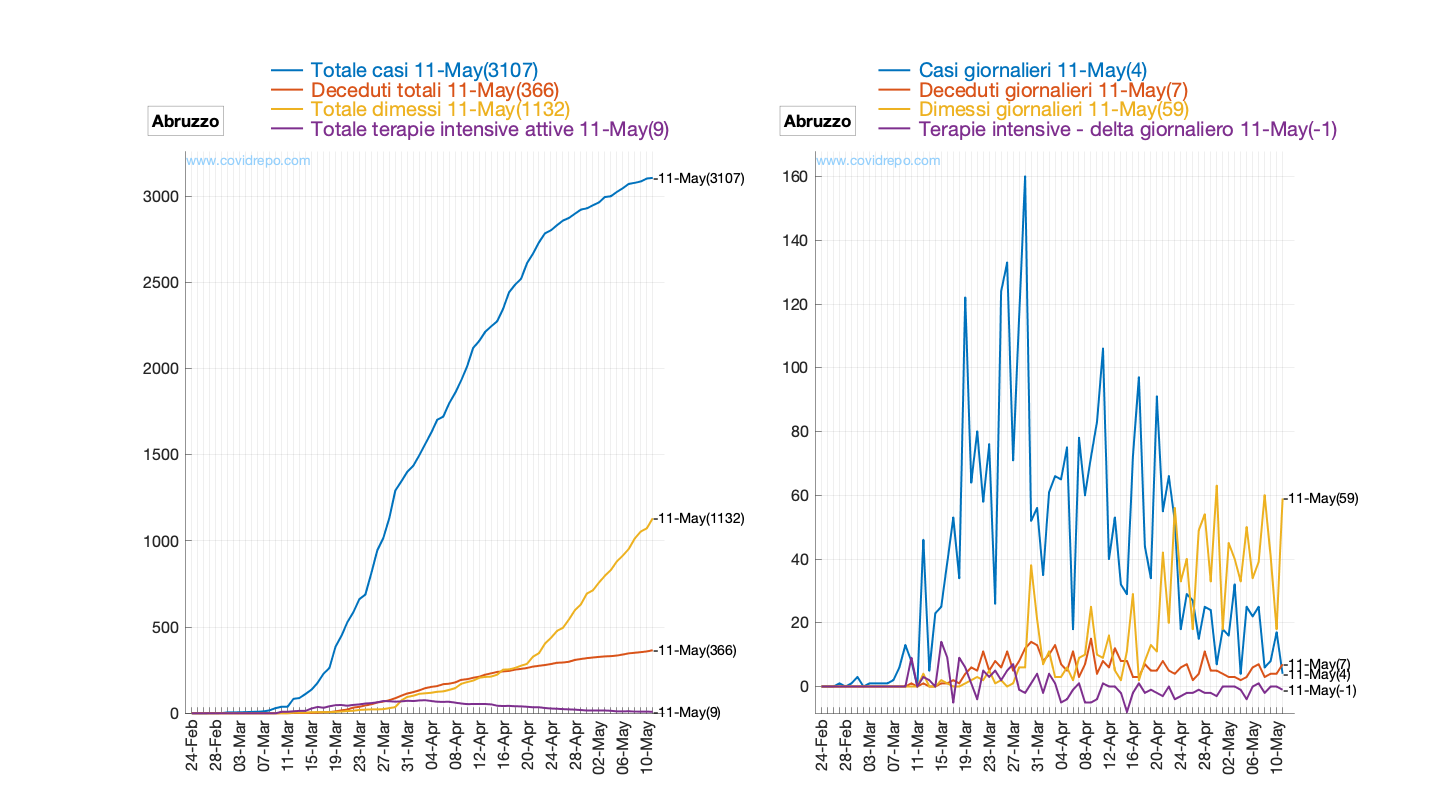 Totale casi 11-May(3107)
Deceduti totali 11-May(366)
Totale dimessi 11-May(1132)
Totale terapie intensive attive 11-May(9)
Abruzzo
www.covidrepo.com
3000
2500
2000
1500
1000
500
0
11-May(3107)
11-May(1132)
11-May(366)
11-May(9)
24-Feb
28-Feb
03-Mar
07-Mar
11-Mar
15-Mar
19-Mar
23-Mar
27-Mar
31-Mar
04-Apr
08-Apr
12-Apr
16-Apr
20-Apr
24-Apr
28-Apr
02-May
06-May
10-May
Casi giornalieri 11-May(4)
Deceduti giornalieri 11-May(7)
Dimessi giornalieri 11-May(59)
Terapie intensive - delta giornaliero 11-May(-1)
Abruzzo
www.covidrepo.com
160
140
120
100
80
60
40
20
0
11-May(59)
11-May(7)
11-May(4)
11-May(-1)
24-Feb
28-Feb
03-Mar
07-Mar
11-Mar
15-Mar
19-Mar
23-Mar
27-Mar
31-Mar
04-Apr
08-Apr
12-Apr
16-Apr
20-Apr
24-Apr
28-Apr
02-May
06-May
10-May